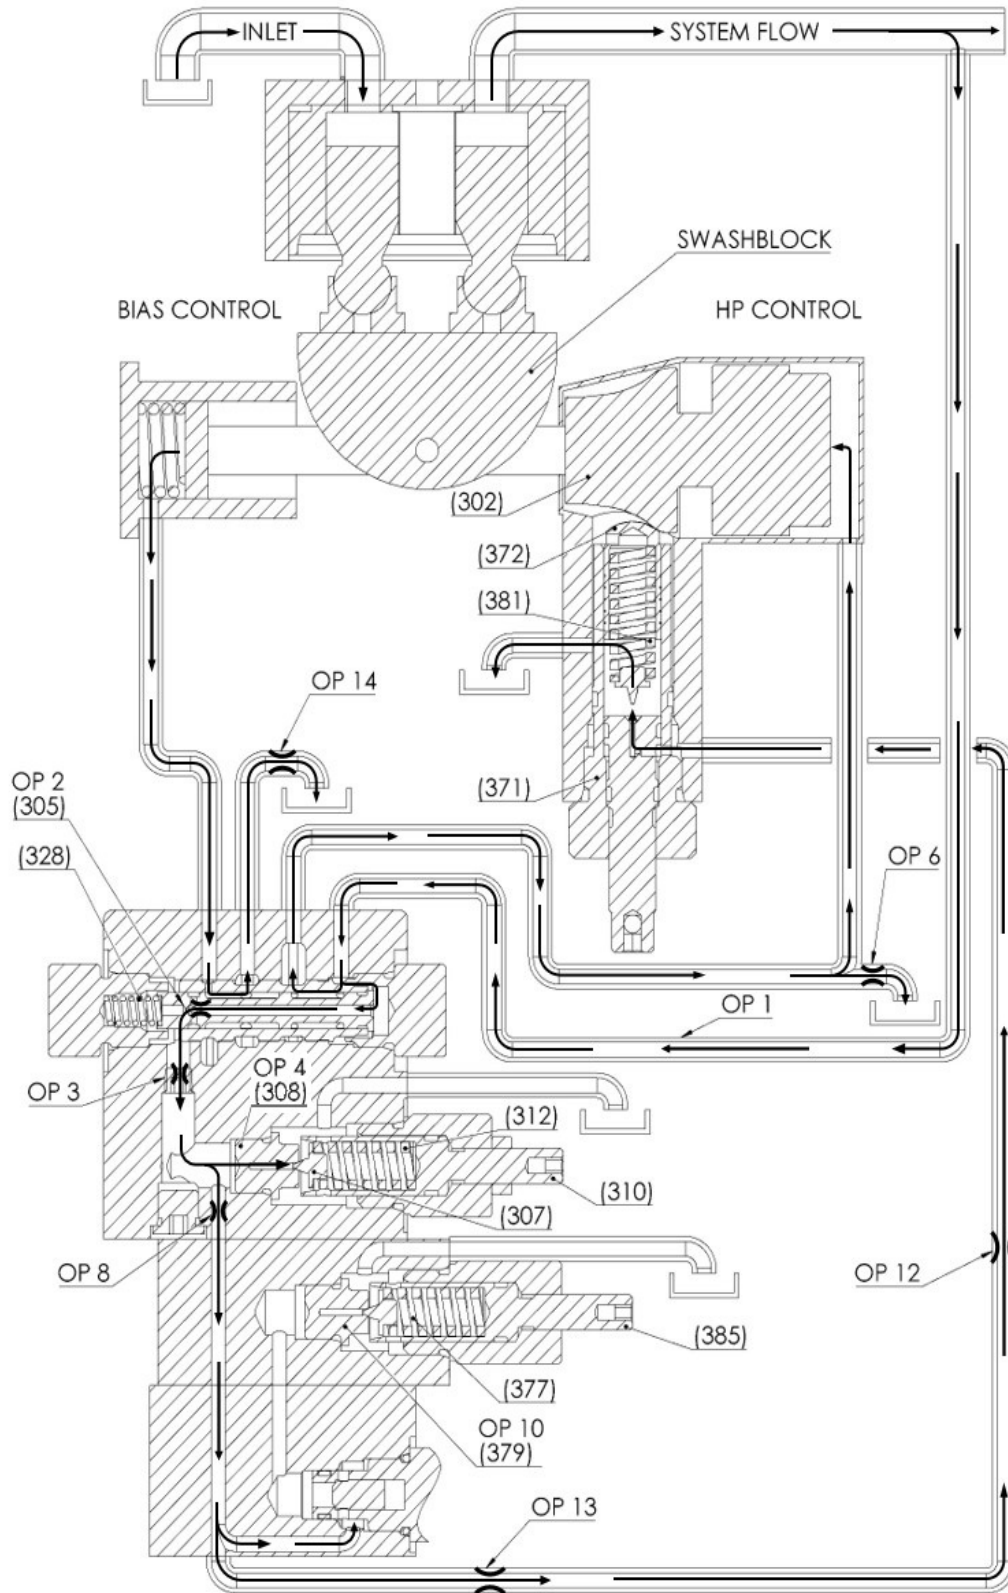 INLET
SYSTEM FLOW
SWASHBLOCK
BIAS CONTROL
HP CONTROL
(302)
(372)
(381)
OP 14
OP 2
(305)
(371)
(328)
OP 6
OP 1
OP 3
OP 4
(308)
(312)
(310)
(307)
OP 8
OP 12
(385)
(377)
OP 10
(379)
OP 13